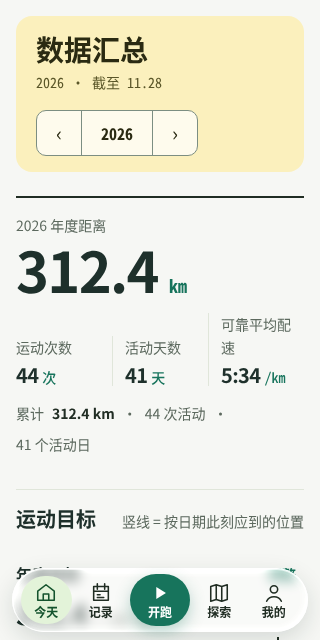 数据汇总
2026 • 截至 11.28
‹ 2026 ›
2026 年度距离
312.4 km
运动次数
44 次
活动天数
41 天
可靠平均配
速
5:34 /km
累计 312.4 km • 44 次活动 •
41 个活动日
运动目标
竖线 = 按日期此刻应到的位置
今天
记录
开跑
探索
我的